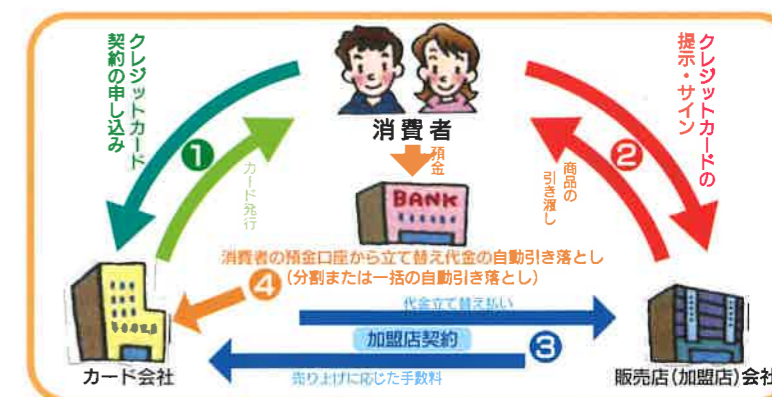 クレジットカード
契約の申し込み
クレジットカードの
提示・サイン
消費者
1
カード発行
預金
商品の
引き渡し
2
BANK
消費者の預金口座から立て替え代金の自動引き落とし
4
(分割または一括の自動引き落とし)
代金立て替え払い
加盟店契約
3
カード会社
売り上げに応じた手数料
販売店(加盟店)会社